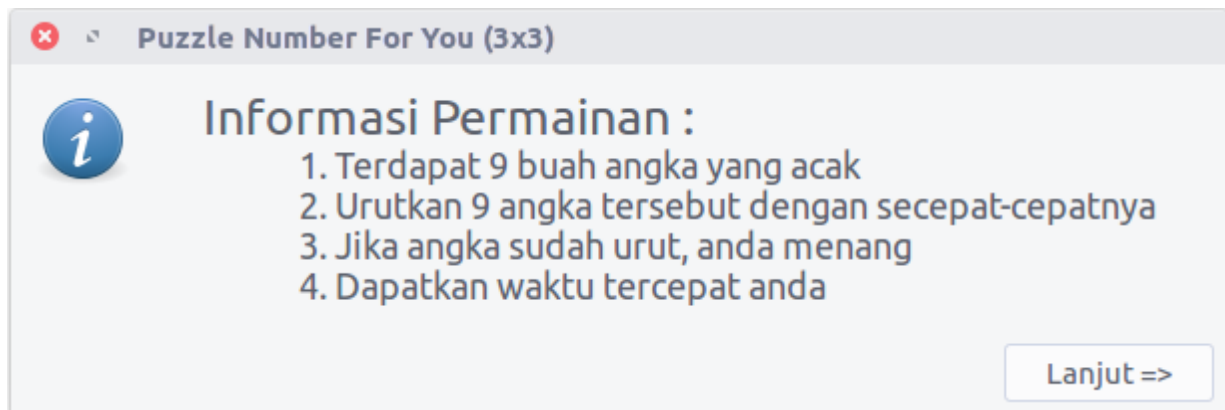 Puzzle Number For You (3x3)
Informasi Permainan :
1. Terdapat 9 buah angka yang acak
2. Urutkan 9 angka tersebut dengan secepat-cepatnya
3. Jika angka sudah urut, anda menang
4. Dapatkan waktu tercepat anda
Lanjut =>